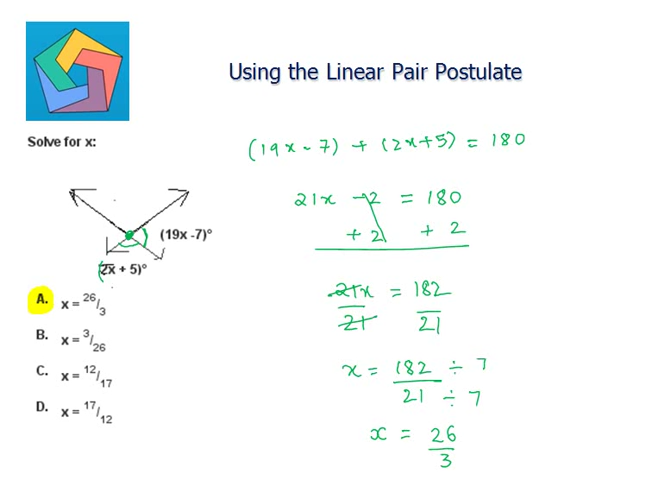 Using the Linear Pair Postulate
Solve for x:
(19x -7)°
(2x + 5)°
A. x = 26/3
B. x = 3/26
C. x = 12/17
D. x = 17/12
(19x - 7) + (2x+5) = 180
21x - 2 = 180
+ 2 + 2
21x = 182
21 21
x = 182 ÷ 7
21 ÷ 7
x = 26
3